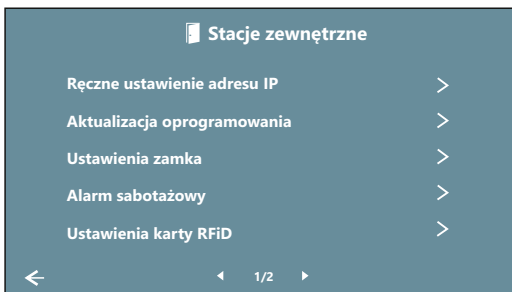 Stacje zewnętrzne
Ręczne ustawienie adresu IP
Aktualizacja oprogramowania
Ustawienia zamka
Alarm sabotażowy
Ustawienia karty RFiD
1/2